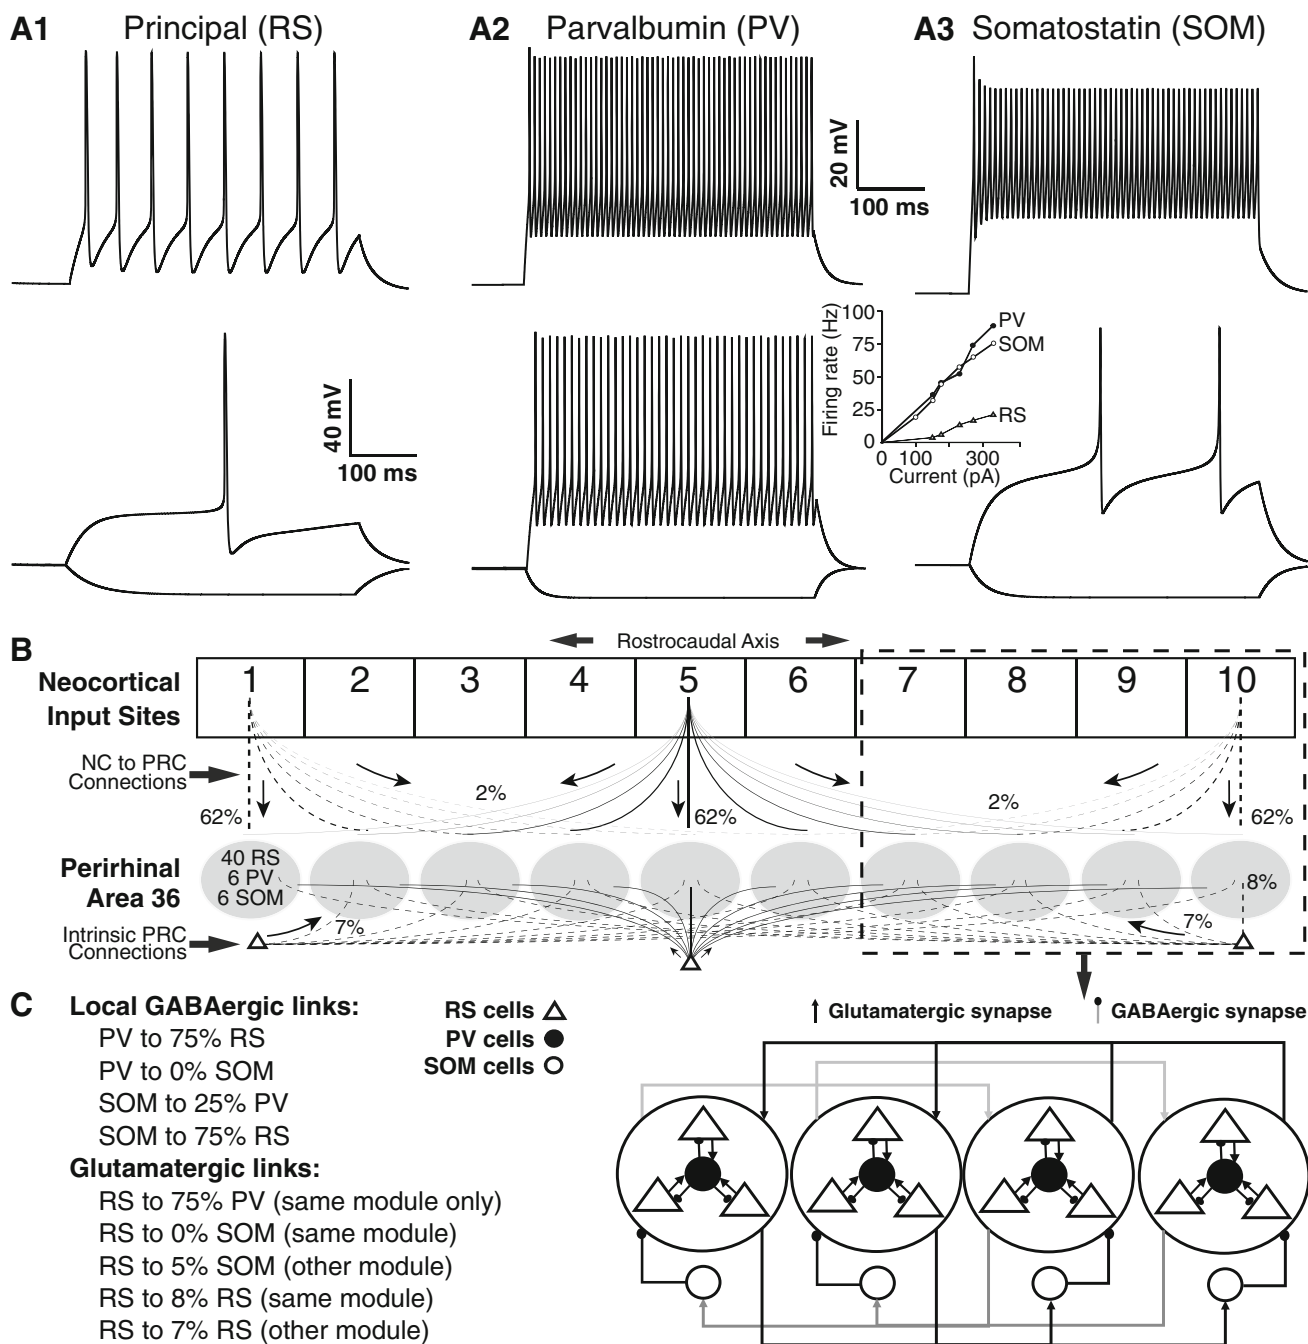 A1 Principal (RS)
A2 Parvalbumin (PV)
A3 Somatostatin (SOM)
20 mV
100 ms
40 mV
100 ms
Firing rate (Hz)
100
75
50
25
0
0 100 300
Current (pA)
PV
SOM
RS
B
Rostrocaudal Axis
Neocortical
Input Sites
1 2 3 4 5 6 7 8 9 10
NC to PRC
Connections
2%
2%
62%
62%
62%
Perirhinal
Area 36
40 RS
6 PV
6 SOM
8%
Intrinsic PRC
Connections
7%
7%
C
Local GABAergic links:
PV to 75% RS
PV to 0% SOM
SOM to 25% PV
SOM to 75% RS
Glutamatergic links:
RS to 75% PV (same module only)
RS to 0% SOM (same module)
RS to 5% SOM (other module)
RS to 8% RS (same module)
RS to 7% RS (other module)
RS cells
PV cells
SOM cells
Glutamatergic synapse
GABAergic synapse